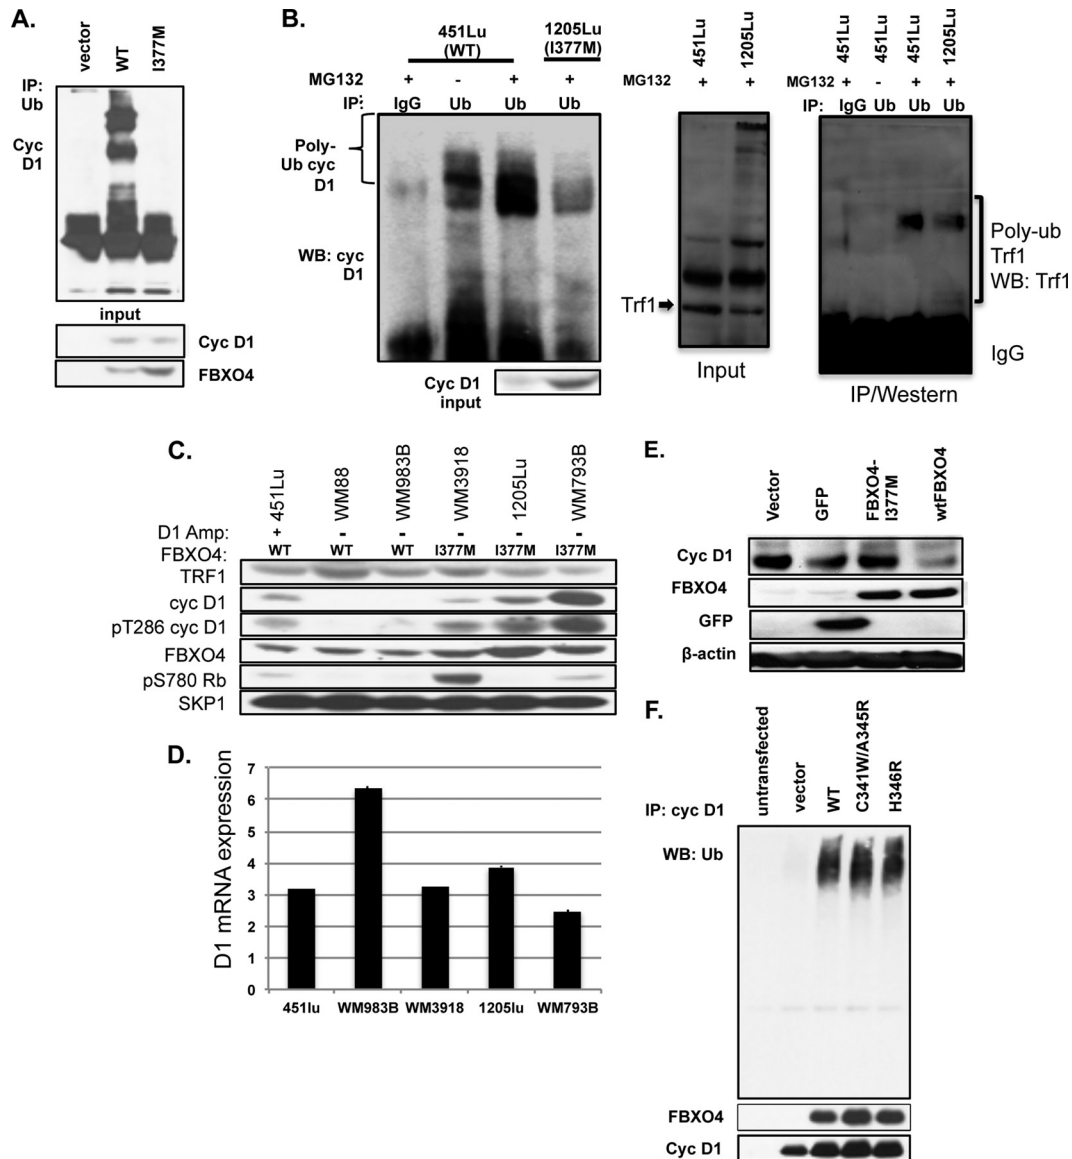 A.
vector
WT
I377M
IP:
Ub
Cyc
D1
input
Cyc D1
FBXO4
B.
451Lu
(WT)
1205Lu
(I377M)
MG132
+
-
+
+
IP:
IgG
Ub
Ub
Ub
Poly-
Ub cyc
D1
WB: cyc
D1
Cyc D1
input
451Lu
1205Lu
MG132
+
+
Trf1
Input
451Lu
451Lu
451Lu
1205Lu
MG132
+
-
+
+
IP:
IgG
Ub
Ub
Ub
Poly-ub
Trf1
WB: Trf1
IgG
IP/Western
C.
451Lu
WM88
WM983B
WM3918
1205Lu
WM793B
D1 Amp:
+
-
-
-
-
-
FBXO4:
WT
WT
WT
I377M
I377M
I377M
TRF1
cyc D1
pT286 cyc D1
FBXO4
pS780 Rb
SKP1
D.
D1 mRNA expression
7
6
5
4
3
2
1
0
451lu
WM983B
WM3918
1205lu
WM793B
E.
Vector
GFP
FBXO4-
I377M
wtFBXO4
Cyc D1
FBXO4
GFP
β-actin
F.
untransfected
vector
WT
C341W/A345R
H346R
IP: cyc D1
WB: Ub
FBXO4
Cyc D1